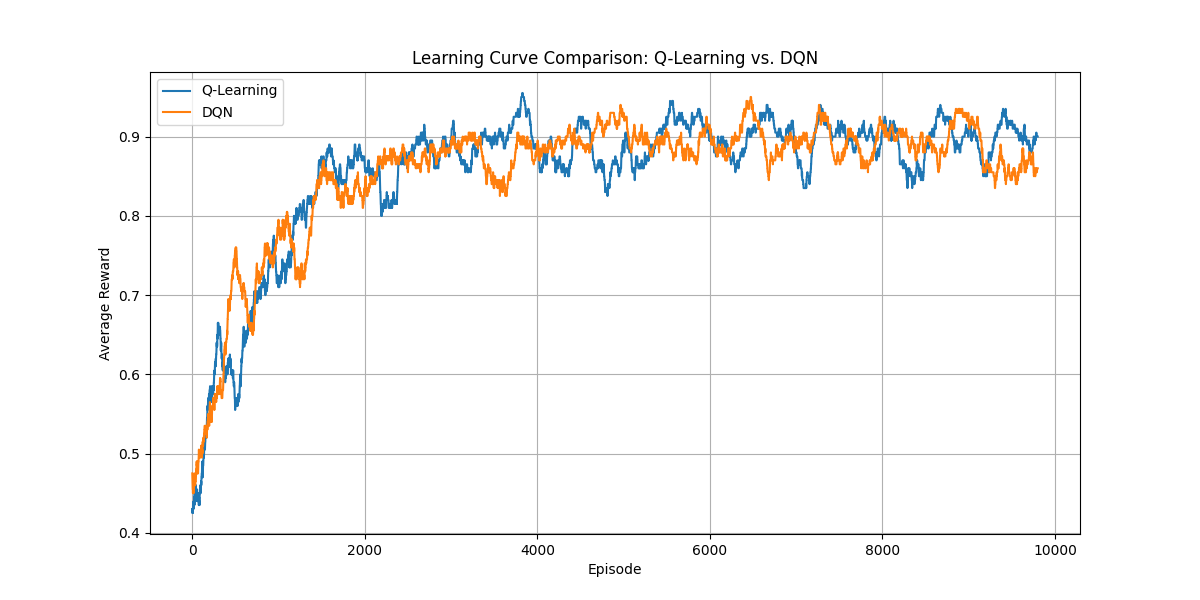 Learning Curve Comparison: Q-Learning vs. DQN
Q-Learning
DQN
Average Reward
0.9
0.8
0.7
0.6
0.5
0.4
0 2000 4000 6000 8000 10000
Episode